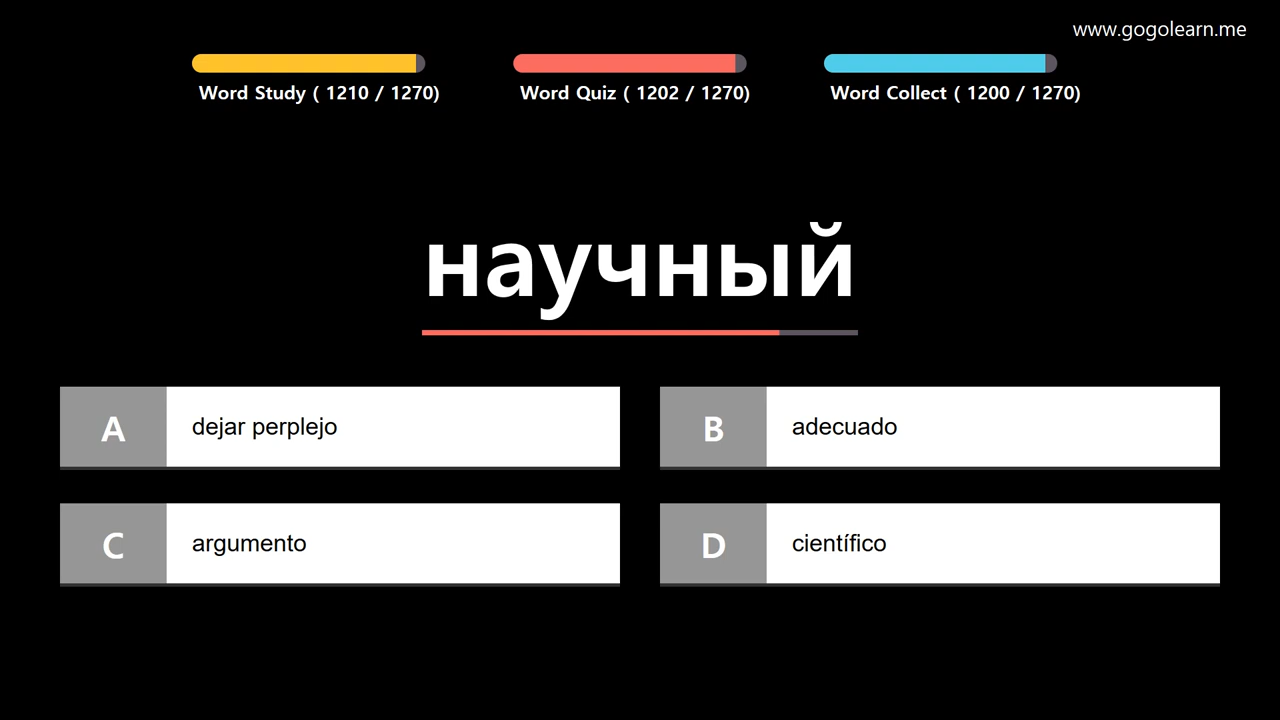 www.gogolearn.me
Word Study ( 1210 / 1270)
Word Quiz ( 1202 / 1270)
Word Collect ( 1200 / 1270)
научный
A dejar perplejo
B adecuado
C argumento
D científico